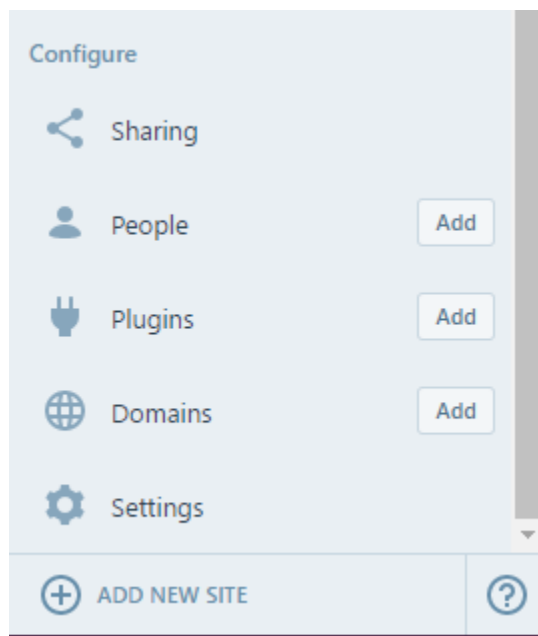 Configure
Sharing
People Add
Plugins Add
Domains Add
Settings
ADD NEW SITE